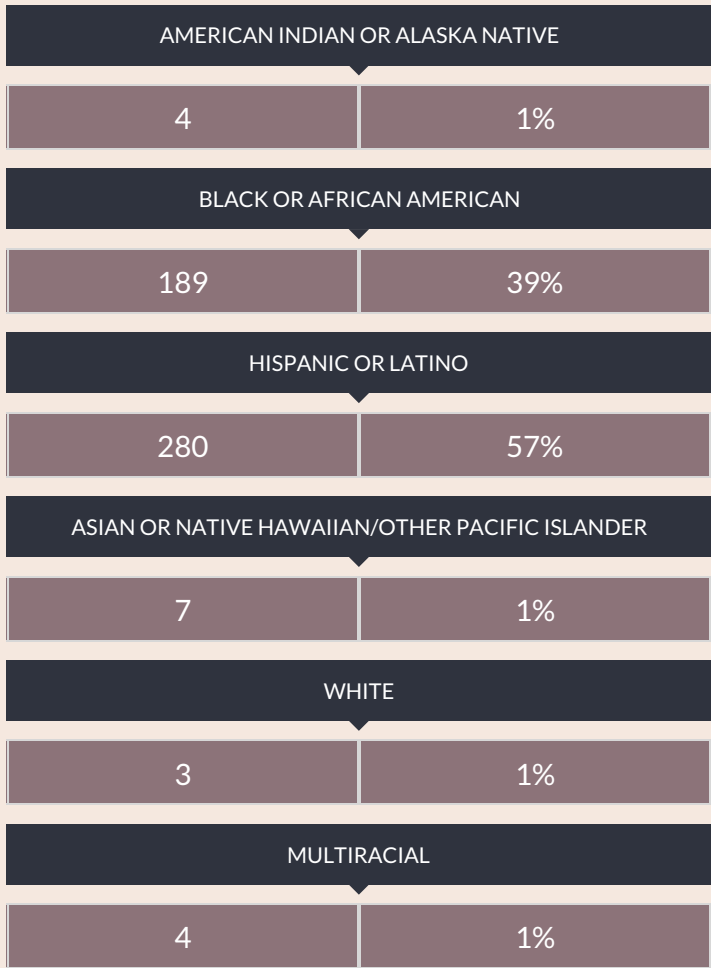 AMERICAN INDIAN OR ALASKA NATIVE
4 1%
BLACK OR AFRICAN AMERICAN
189 39%
HISPANIC OR LATINO
280 57%
ASIAN OR NATIVE HAWAIIAN/OTHER PACIFIC ISLANDER
7 1%
WHITE
3 1%
MULTIRACIAL
4 1%